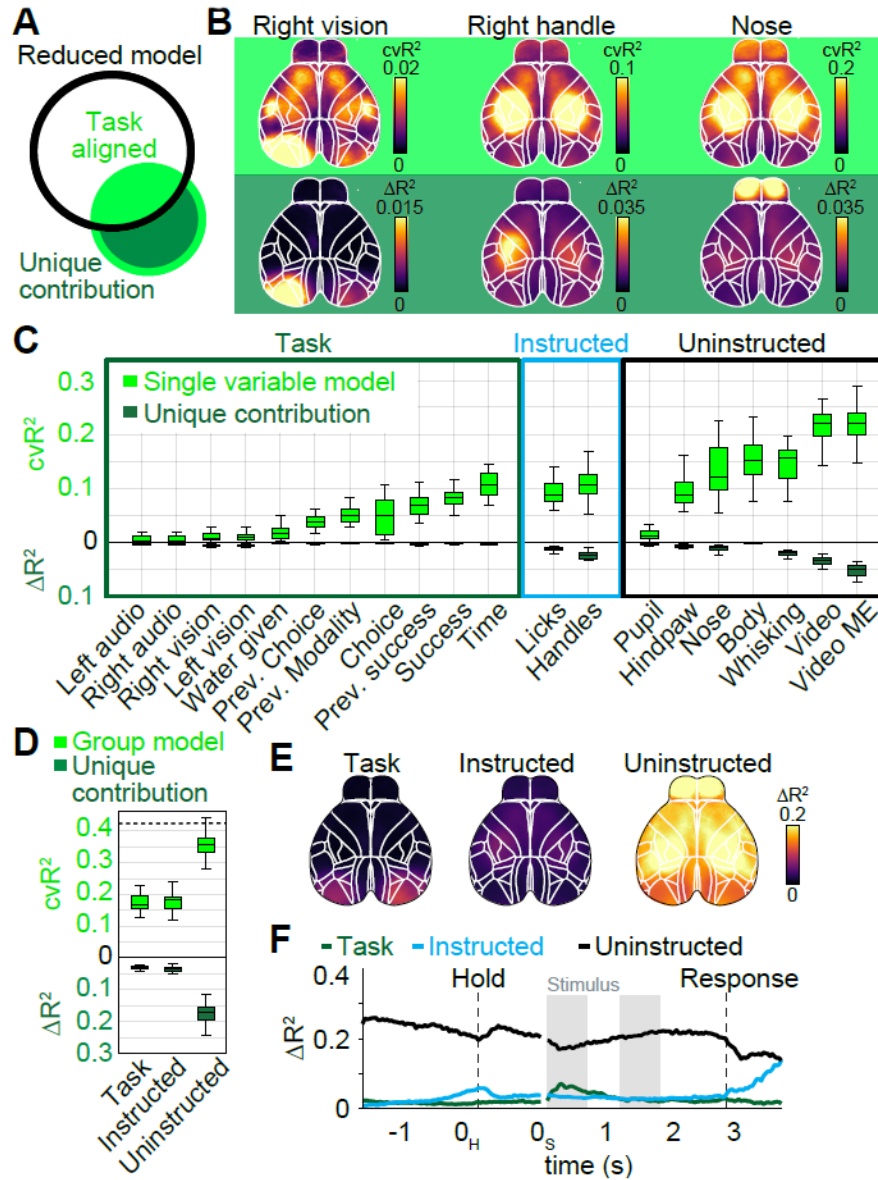 A
Reduced model
Task
aligned
Unique
contribution
B
Right vision
Right handle
Nose
cvR²
0.02
0
cvR²
0.1
0
cvR²
0.2
0
ΔR²
0.015
0
ΔR²
0.035
0
ΔR²
0.035
0
C
Task
Instructed
Uninstructed
Single variable model
Unique contribution
cvR²
0.3
0.2
0.1
0
ΔR²
0.1
Left audio
Right audio
Right vision
Left vision
Water given
Prev. Choice
Prev. Modality
Choice
Prev. success
Success
Time
Licks
Handles
Pupil
Hindpaw
Nose
Body
Whisking
Video
Video ME
D
Group model
Unique
contribution
cvR²
0.4
0.3
0.2
0.1
0
ΔR²
0.1
0.2
0.3
Task
Instructed
Uninstructed
E
Task
Instructed
Uninstructed
ΔR²
0.2
0
F
Task
Instructed
Uninstructed
Hold
Stimulus
Response
ΔR²
0.4
0.2
0
-1 0H 0S 1 2 3
time (s)